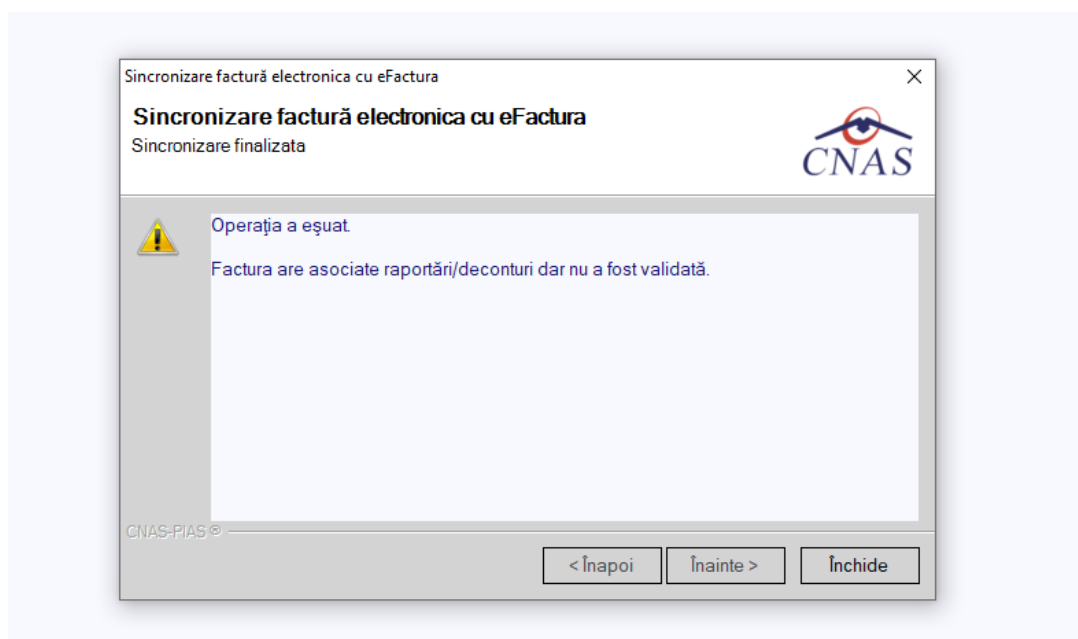 Sincronizare factură electronica cu eFactura
Sincronizare factură electronica cu eFactura
Sincronizare finalizata
CNAS
Operaţia a eşuat.
Factura are asociate raportări/deconturi dar nu a fost validată.
CNAS-PIAS ®
< Înapoi
Înainte >
Închide